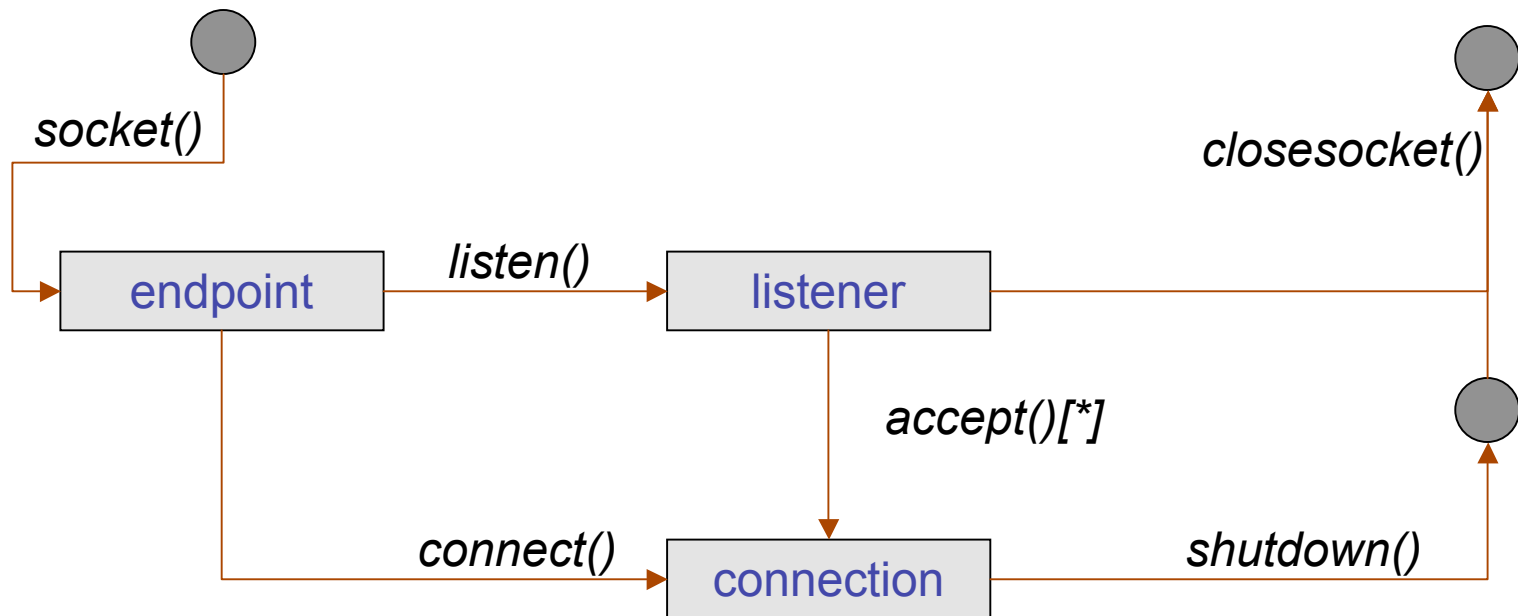 socket()
closesocket()
endpoint
listen()
listener
accept()[*]
connect()
connection
shutdown()